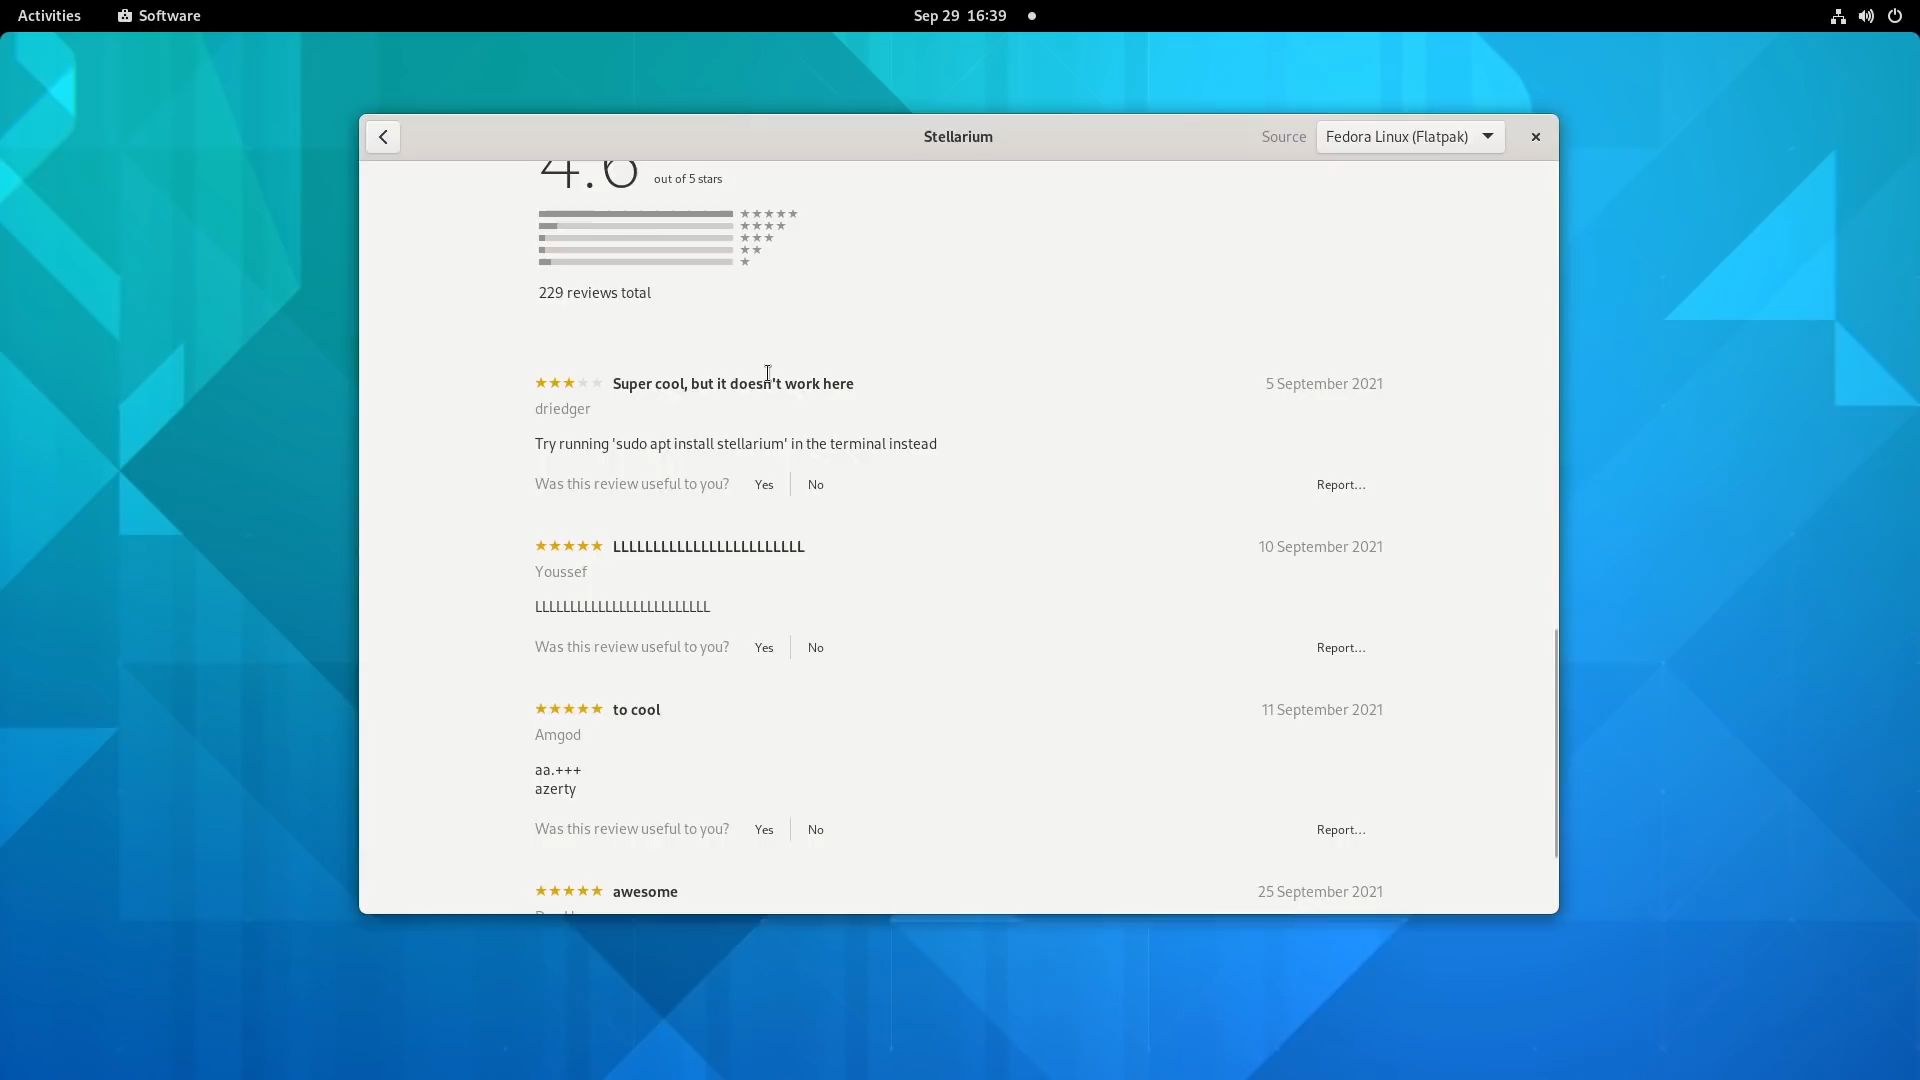 Activities Software Sep 29 16:39
Stellarium Source Fedora Linux (Flatpak)
4.6 out of 5 stars
229 reviews total
Super cool, but it doesn't work here 5 September 2021
driedger
Try running 'sudo apt install stellarium' in the terminal instead
Was this review useful to you? Yes No Report...
LLLLLLLLLLLLLLLLLLLLLLLL 10 September 2021
Youssef
LLLLLLLLLLLLLLLLLLLLLLLLL
Was this review useful to you? Yes No Report...
to cool 11 September 2021
Amgod
aa.+++
azerty
Was this review useful to you? Yes No Report...
awesome 25 September 2021